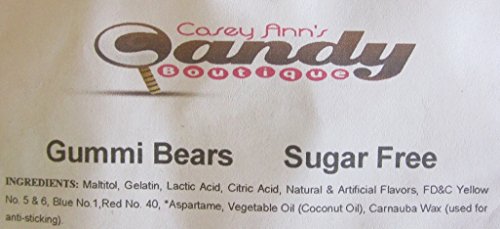 Casey Ann's
Candy
Boutique
Gummi Bears Sugar Free
INGREDIENTS: Maltitol, Gelatin, Lactic Acid, Citric Acid, Natural & Artificial Flavors, FD&C Yellow
No. 5 & 6, Blue No.1,Red No. 40, *Aspartame, Vegetable Oil (Coconut Oil), Carnauba Wax (used for
anti-sticking).